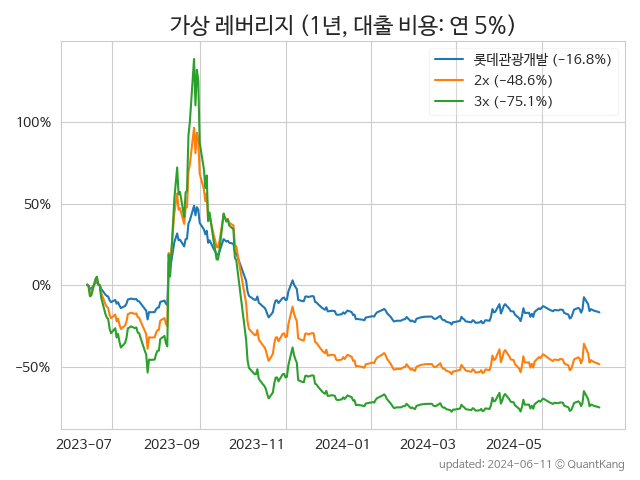 가상 레버리지 (1년, 대출 비용: 연 5%)
롯데관광개발 (−16.8%)
2x (−48.6%)
3x (−75.1%)
100%
50%
0%
−50%
2023-07 2023-09 2023-11 2024-01 2024-03 2024-05
updated: 2024-06-11 © QuantKang